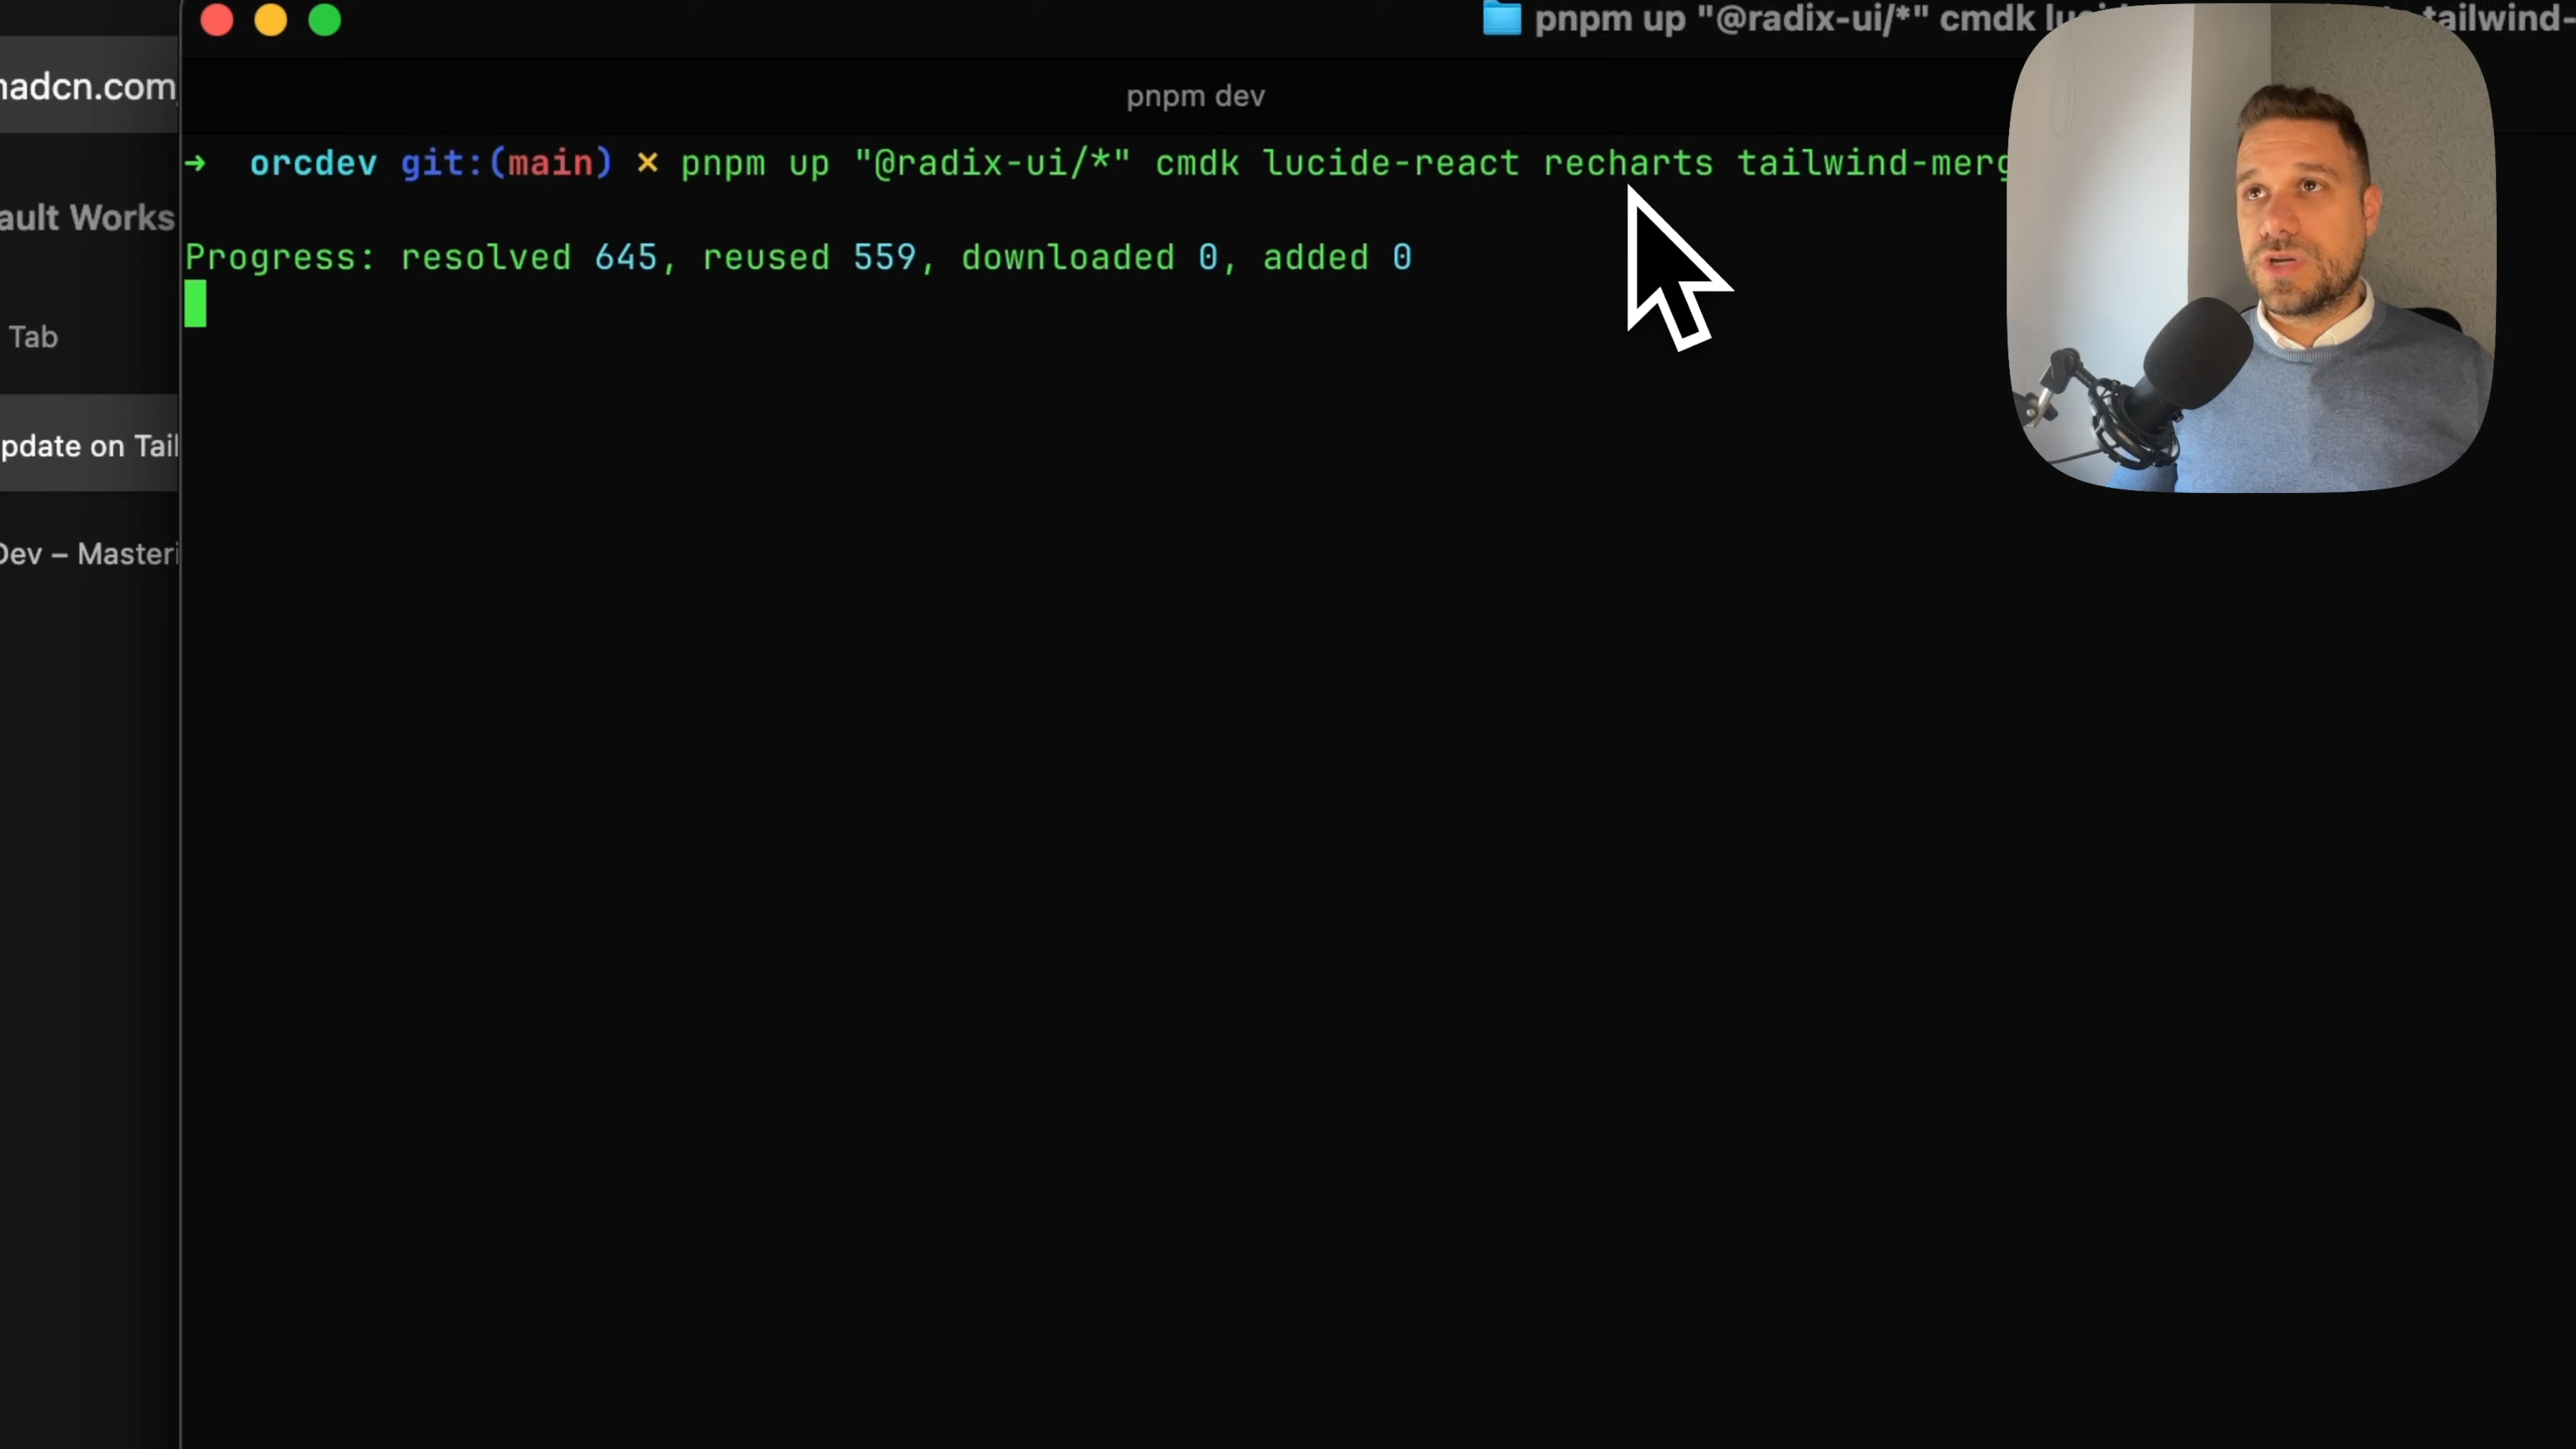 pnpm up "@radix-ui/*" cmdk tailwind-
nadcn.com
pnpm dev
→ orcdev git:(main) × pnpm up "@radix-ui/*" cmdk lucide-react recharts tailwind-merg
ault Works
Progress: resolved 645, reused 559, downloaded 0, added 0
Tab
pdate on Tail
Dev – Masteri